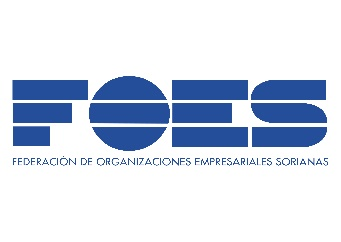 FOES
FEDERACIÓN DE ORGANIZACIONES EMPRESARIALES SORIANAS